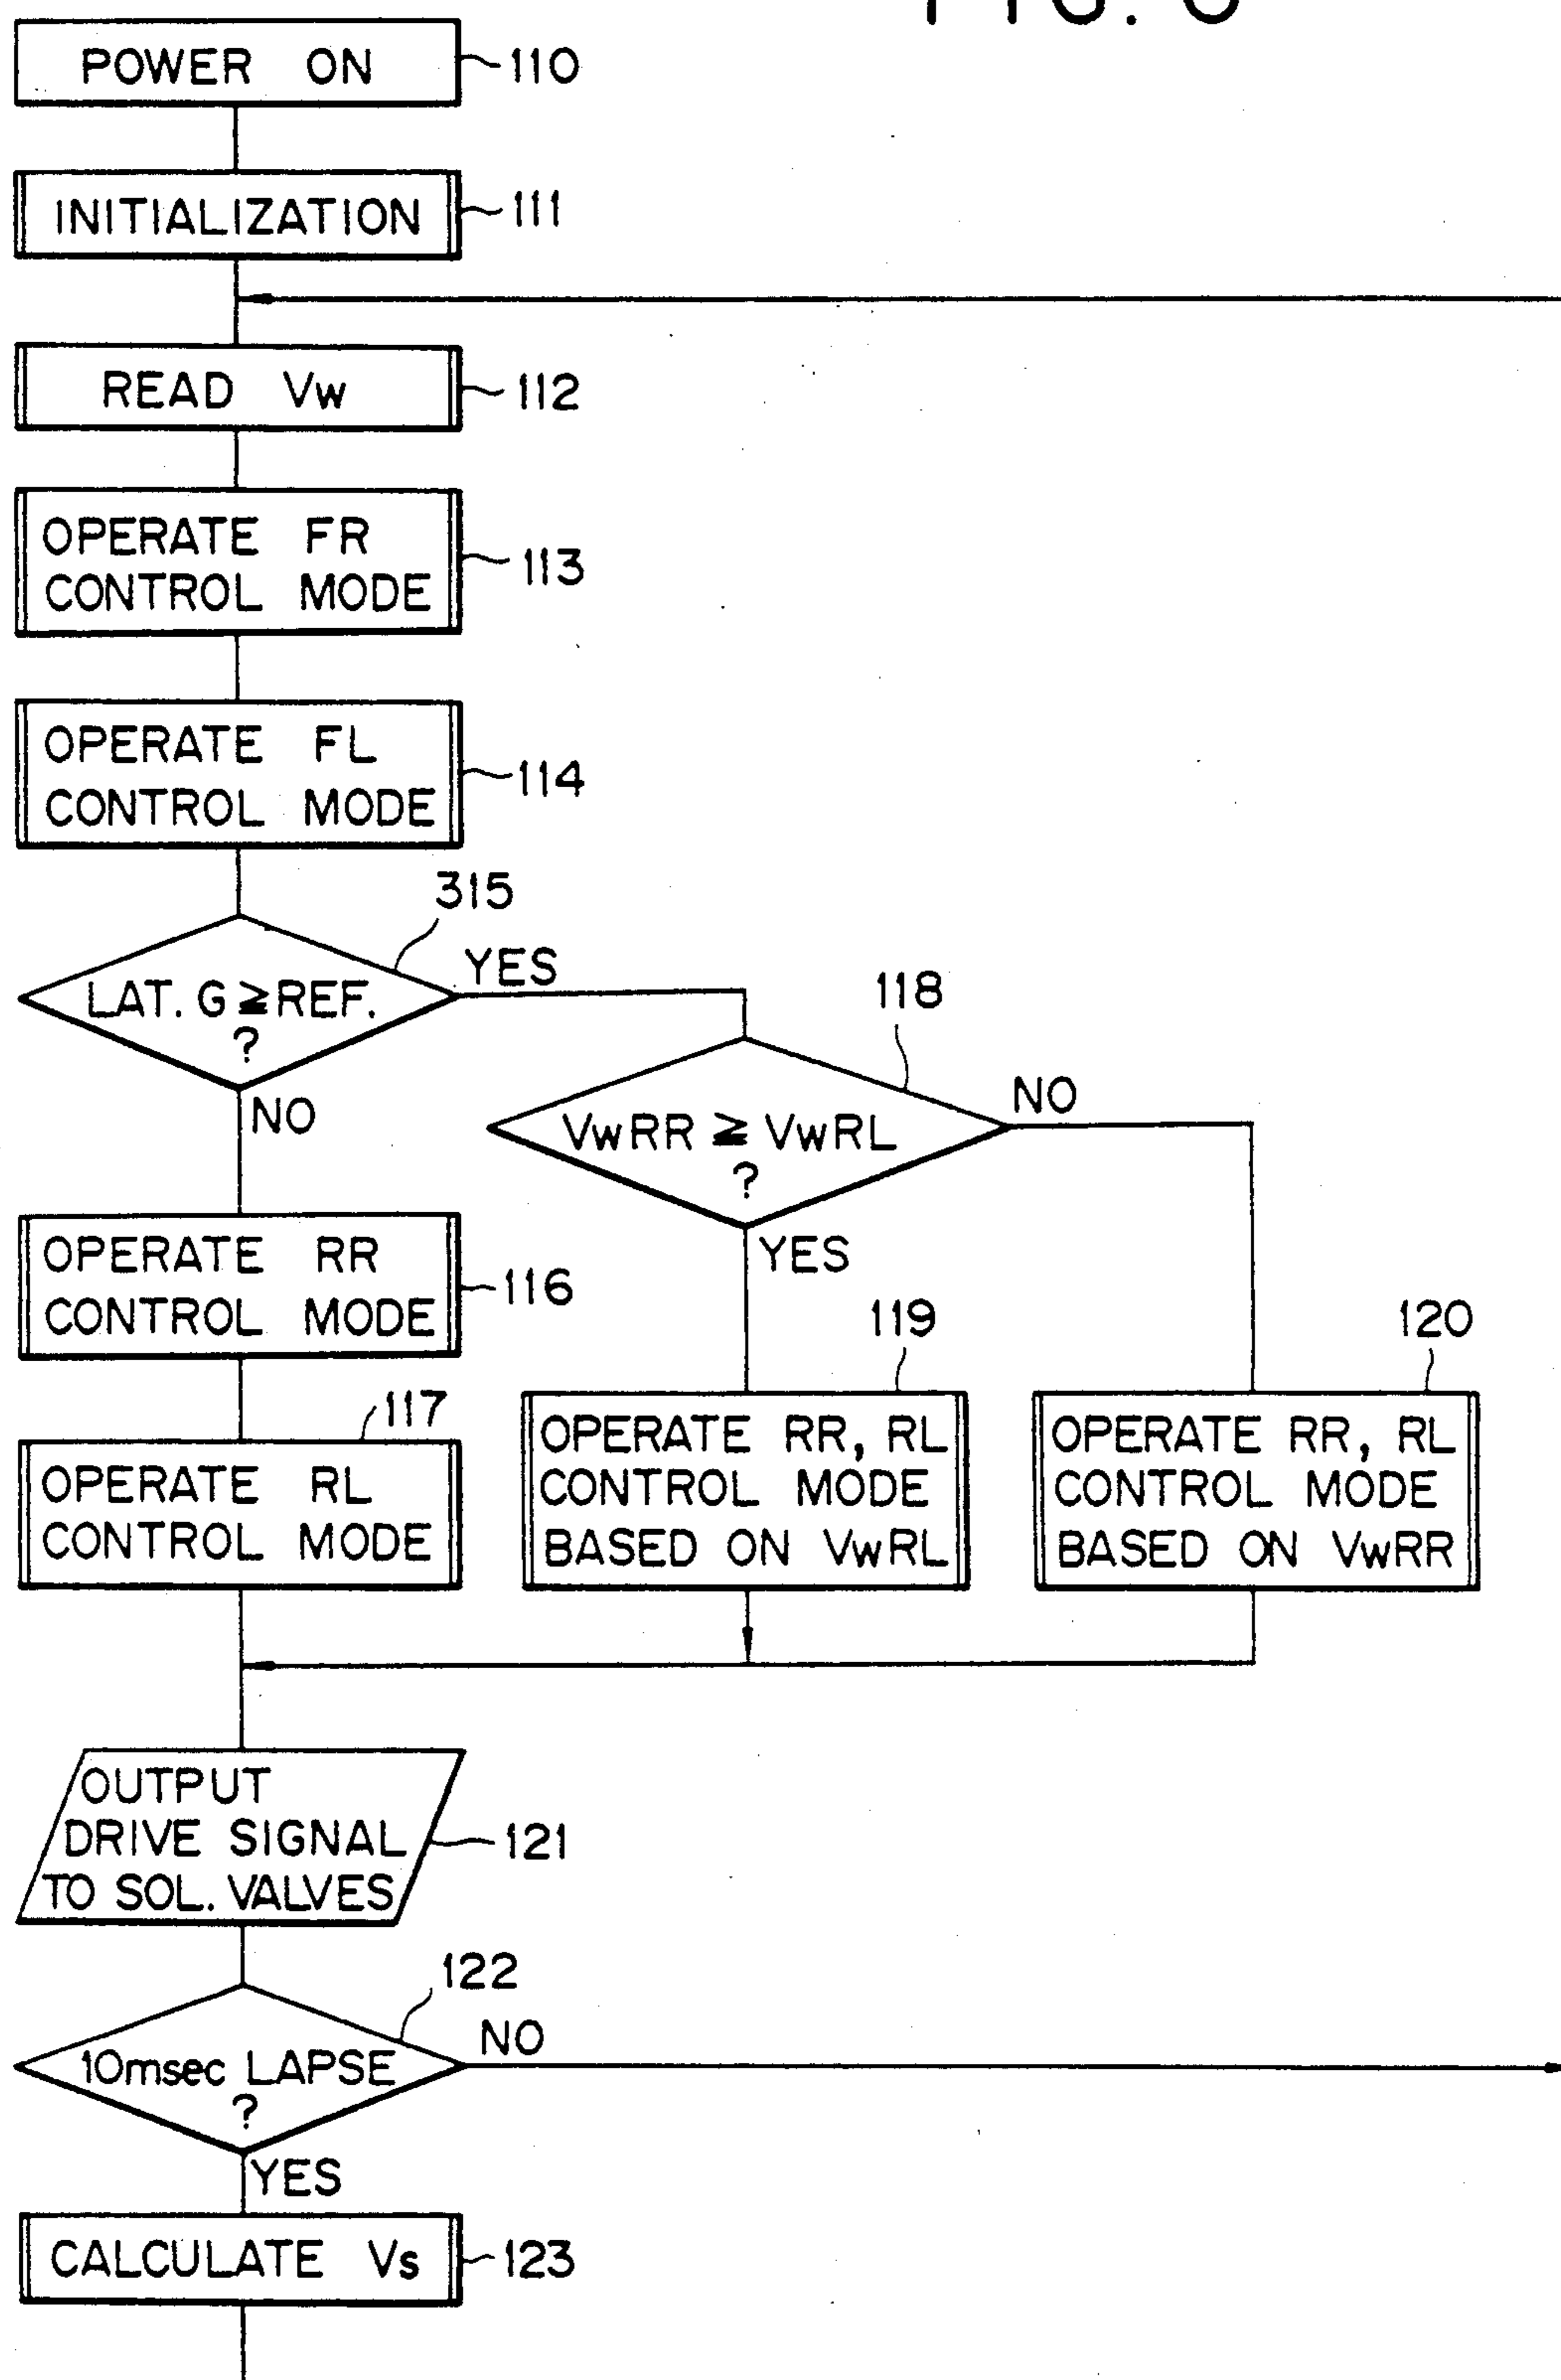 POWER ON
110
INITIALIZATION
111
READ Vw
112
OPERATE FR
CONTROL MODE
113
OPERATE FL
CONTROL MODE
114
315
LAT. G ≧ REF.
?
YES
NO
118
VwRR ≧ VwRL
?
NO
YES
OPERATE RR
CONTROL MODE
116
117
OPERATE RL
CONTROL MODE
119
OPERATE RR, RL
CONTROL MODE
BASED ON VwRL
120
OPERATE RR, RL
CONTROL MODE
BASED ON VwRR
OUTPUT
DRIVE SIGNAL
TO SOL. VALVES
121
122
10msec LAPSE
?
NO
YES
CALCULATE Vs
123